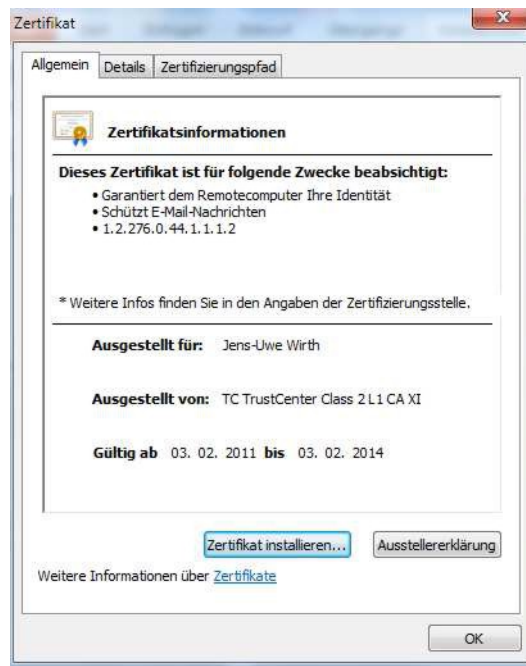 Zertifikat
Allgemein Details Zertifizierungspfad
Zertifikatsinformationen
Dieses Zertifikat ist für folgende Zwecke beabsichtigt:
• Garantiert dem Remotecomputer Ihre Identität
• Schützt E-Mail-Nachrichten
• 1.2.276.0.44.1.1.1.2
* Weitere Infos finden Sie in den Angaben der Zertifizierungsstelle.
Ausgestellt für: Jens-Uwe Wirth
Ausgestellt von: TC TrustCenter Class 2 L1 CA XI
Gültig ab 03. 02. 2011 bis 03. 02. 2014
Zertifikat installieren... Ausstellererklärung
Weitere Informationen über Zertifikate
OK